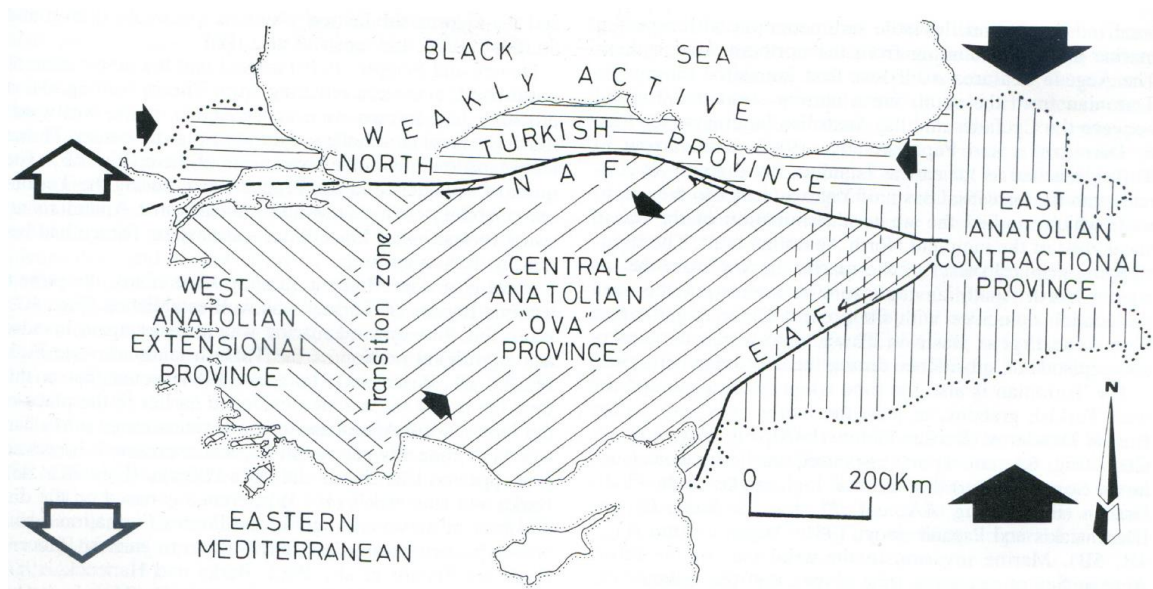 BLACK SEA
WEAKLY ACTIVE
NORTH TURKISH PROVINCE
NAF
EAST
ANATOLIAN
CONTRACTIONAL
PROVINCE
WEST
ANATOLIAN
EXTENSIONAL
PROVINCE
Transition zone
CENTRAL
ANATOLIAN
"OVA"
PROVINCE
EAF
N
0 200Km
EASTERN
MEDITERRANEAN